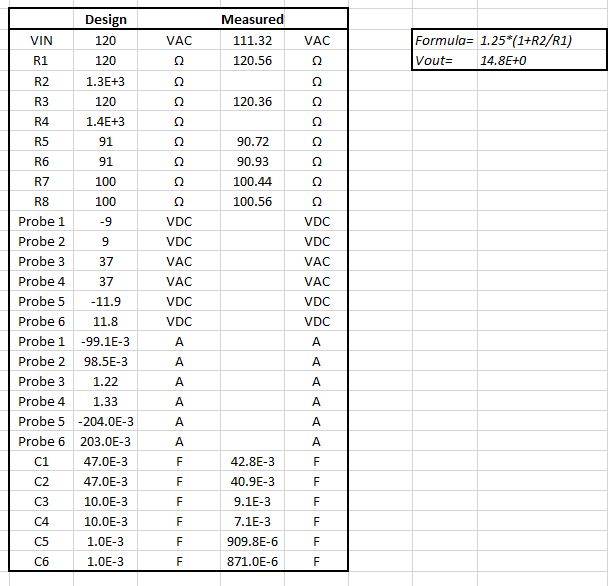 Design Measured
VIN 120 VAC 111.32 VAC Formula= 1.25*(1+R2/R1)
R1 120 Ω 120.56 Ω Vout= 14.8E+0
R2 1.3E+3 Ω Ω
R3 120 Ω 120.36 Ω
R4 1.4E+3 Ω Ω
R5 91 Ω 90.72 Ω
R6 91 Ω 90.93 Ω
R7 100 Ω 100.44 Ω
R8 100 Ω 100.56 Ω
Probe 1 -9 VDC VDC
Probe 2 9 VDC VDC
Probe 3 37 VAC VAC
Probe 4 37 VAC VAC
Probe 5 -11.9 VDC VDC
Probe 6 11.8 VDC VDC
Probe 1 -99.1E-3 A A
Probe 2 98.5E-3 A A
Probe 3 1.22 A A
Probe 4 1.33 A A
Probe 5 -204.0E-3 A A
Probe 6 203.0E-3 A A
C1 47.0E-3 F 42.8E-3 F
C2 47.0E-3 F 40.9E-3 F
C3 10.0E-3 F 9.1E-3 F
C4 10.0E-3 F 7.1E-3 F
C5 1.0E-3 F 909.8E-6 F
C6 1.0E-3 F 871.0E-6 F